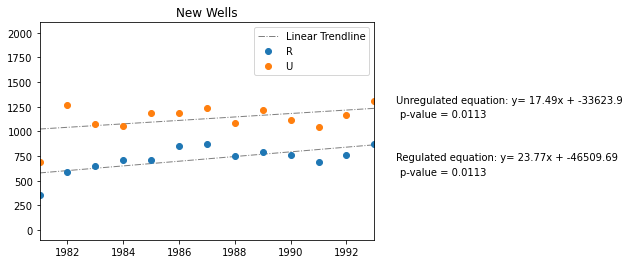 New Wells
2000
1750
1500
1250
1000
750
500
250
0
1982
1984
1986
1988
1990
1992
Linear Trendline
R
U
Unregulated equation: y= 17.49x + -33623.9
p-value = 0.0113
Regulated equation: y= 23.77x + -46509.69
p-value = 0.0113